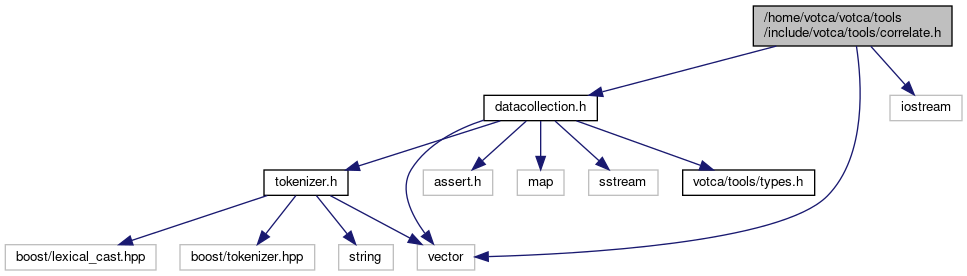 /home/votca/votca/tools
/include/votca/tools/correlate.h
datacollection.h
iostream
tokenizer.h
assert.h
map
sstream
votca/tools/types.h
boost/lexical_cast.hpp
boost/tokenizer.hpp
string
vector